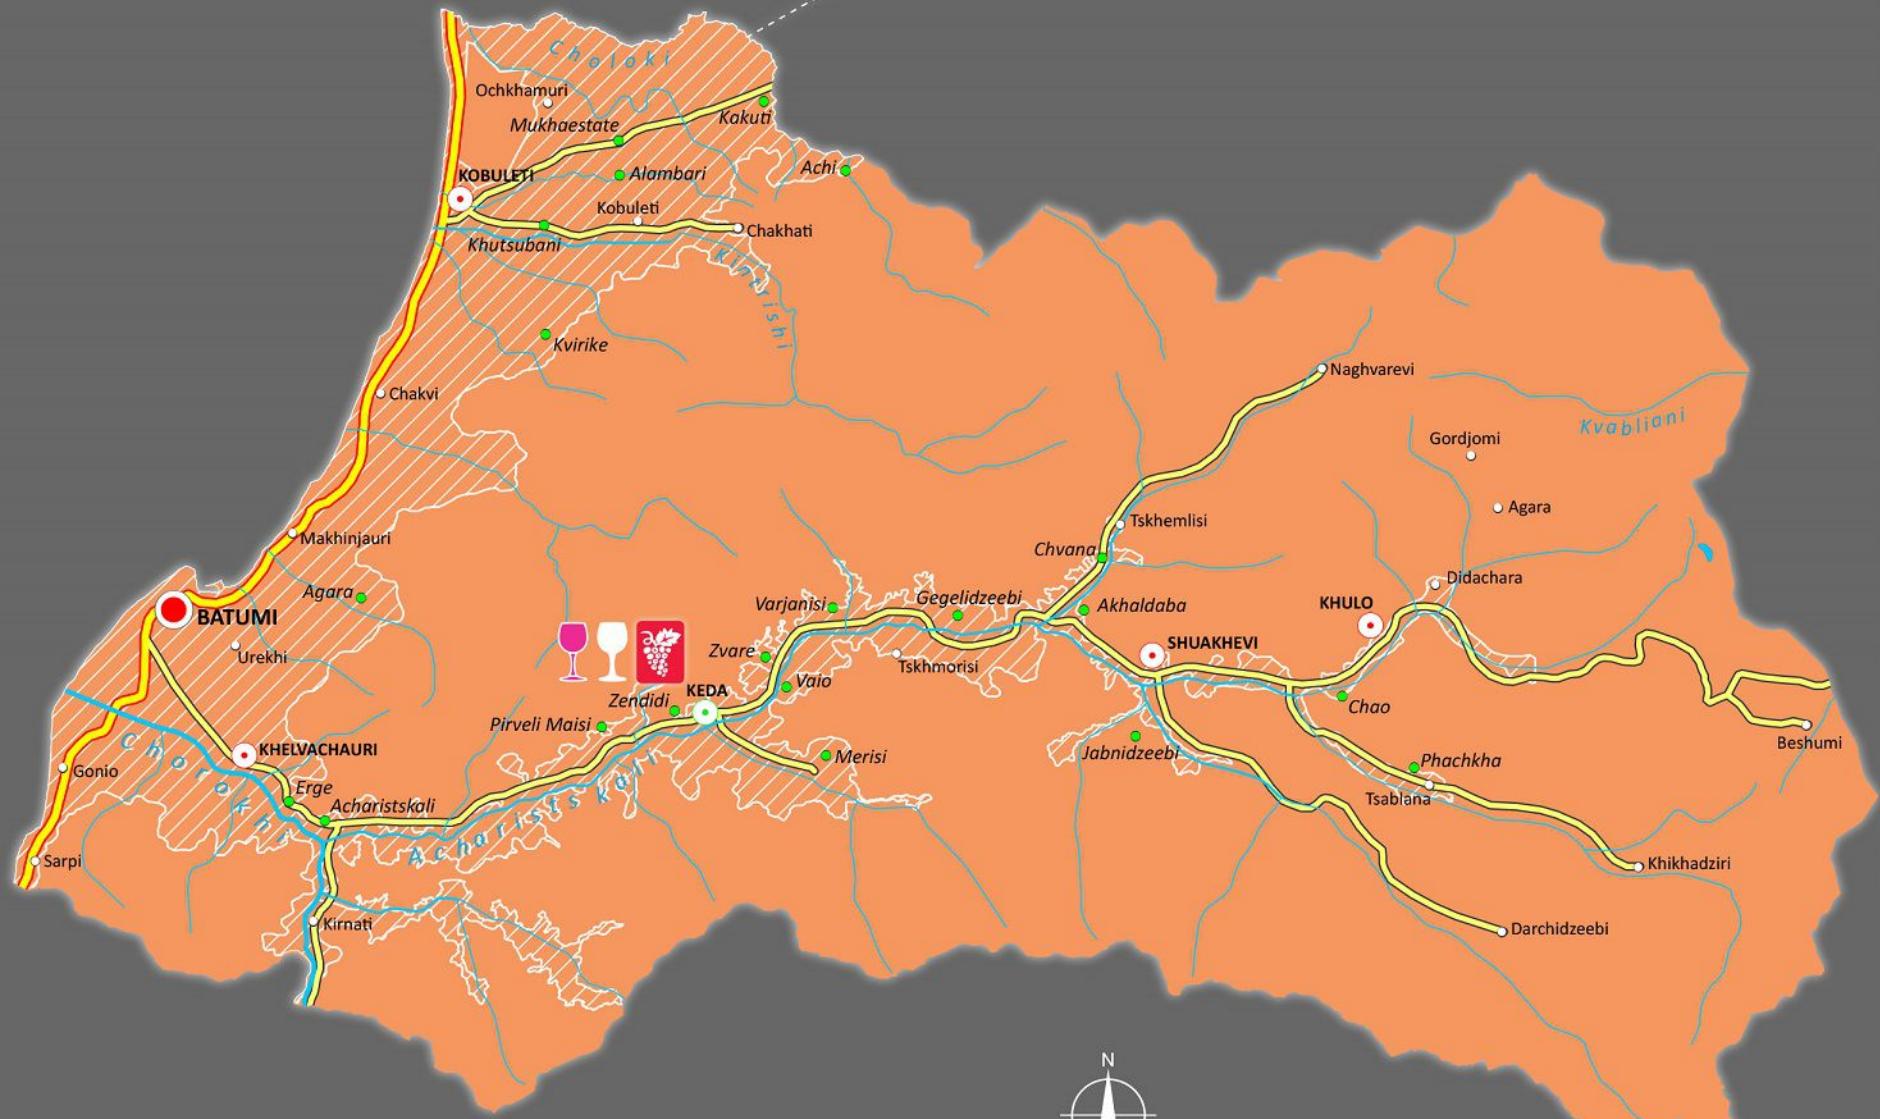 Choloki
Ochkhamuri
Mukhaestate
Kakuti
KOBULETI
Alambari
Achi
Kobuleti
Khutsubani
Chakhati
Kintrishi
Kvirike
Chakvi
Naghvarevi
Kvabliani
Gordjomi
Agara
Makhinjauri
Tskhemlisi
Chvana
Didachara
Agara
BATUMI
Varjanisi
Gegelidzeebi
Akhaldaba
KHULO
Urekhi
Zvare
Tskhmorisi
SHUAKHEVI
Vaio
Zendidi
KEDA
Chao
Pirveli Maisi
Chorokhi
KHELVACHAURI
Merisi
Jabnidzeebi
Beshumi
Gonio
Phachkha
Erge
Acharistskali
Tsablana
Acharistskali
Sarpi
Khikhadziri
Kirnati
Darchidzeebi
N